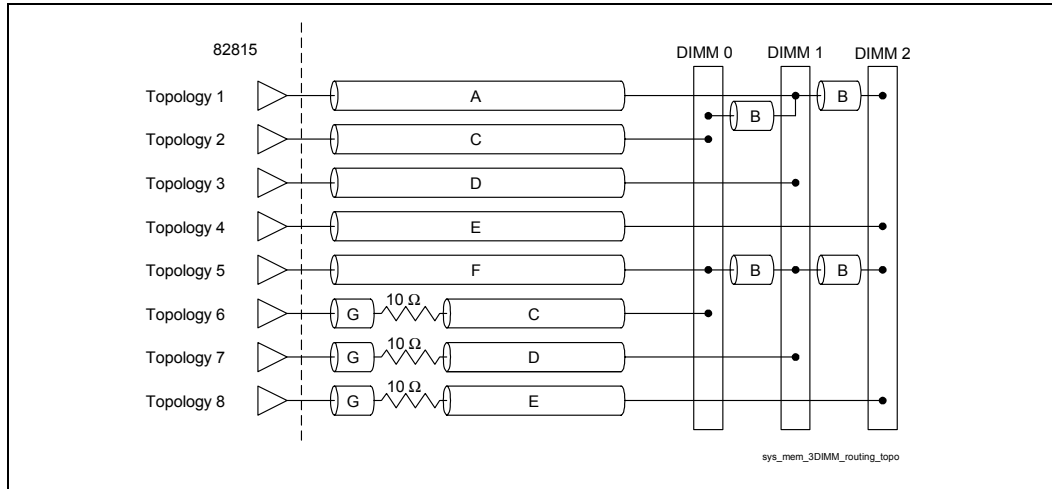 82815
DIMM 0 DIMM 1 DIMM 2
Topology 1 A B
B
Topology 2 C
Topology 3 D
Topology 4 E
Topology 5 F B B
10 Ω
Topology 6 G C
10 Ω
Topology 7 G D
10 Ω
Topology 8 G E
sys_mem_3DIMM_routing_topo